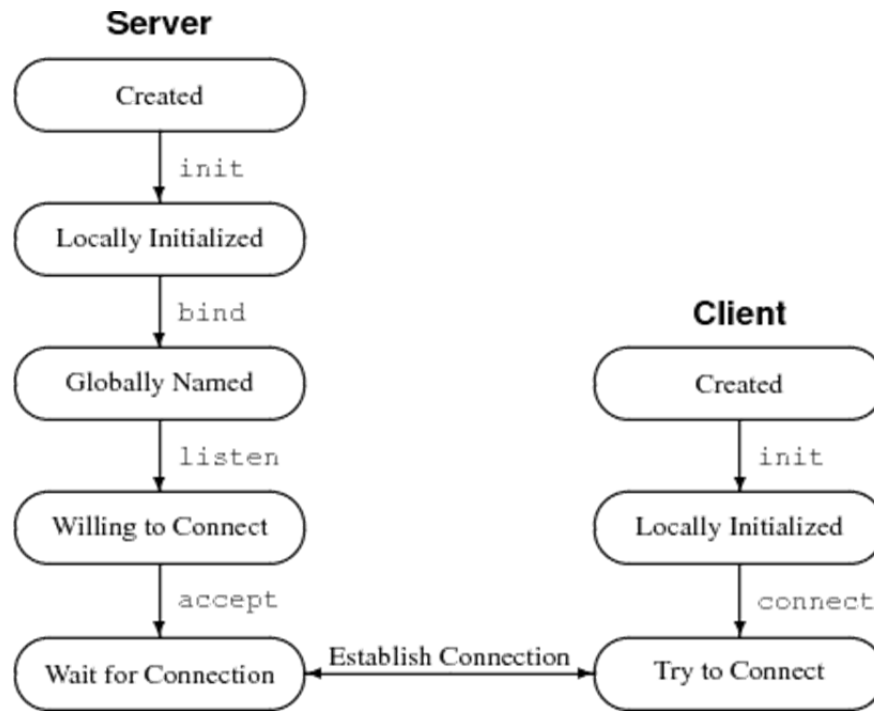 Server
Created
init
Locally Initialized
bind
Globally Named
listen
Willing to Connect
accept
Wait for Connection
Establish Connection
Client
Created
init
Locally Initialized
connect
Try to Connect